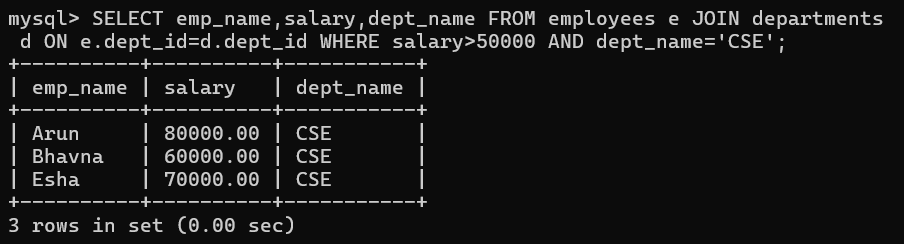 mysql> SELECT emp_name,salary,dept_name FROM employees e JOIN departments
 d ON e.dept_id=d.dept_id WHERE salary>50000 AND dept_name='CSE';
+----------+----------+-----------+
| emp_name | salary   | dept_name |
+----------+----------+-----------+
| Arun     | 80000.00 | CSE       |
| Bhavna   | 60000.00 | CSE       |
| Esha     | 70000.00 | CSE       |
+----------+----------+-----------+
3 rows in set (0.00 sec)